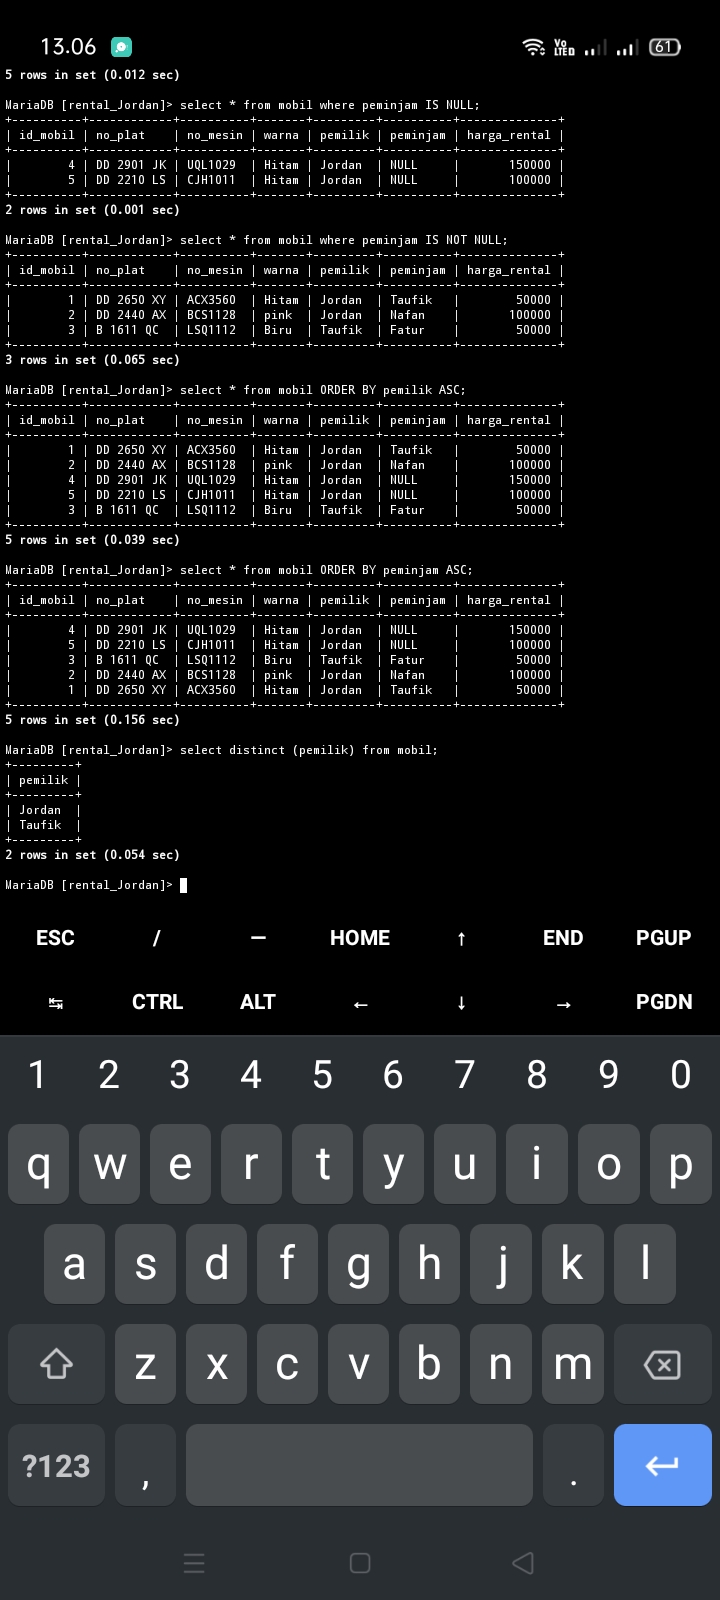 13.06 Vo LTED 61
5 rows in set (0.012 sec)
MariaDB [rental_Jordan]> select * from mobil where peminjam IS NULL;
+----------+------------+----------+-------+---------+----------+--------------+
| id_mobil | no_plat    | no_mesin | warna | pemilik | peminjam | harga_rental |
+----------+------------+----------+-------+---------+----------+--------------+
|        4 | DD 2901 JK | UQL1029  | Hitam | Jordan  | NULL     |       150000 |
|        5 | DD 2210 LS | CJH1011  | Hitam | Jordan  | NULL     |       100000 |
+----------+------------+----------+-------+---------+----------+--------------+
2 rows in set (0.001 sec)
MariaDB [rental_Jordan]> select * from mobil where peminjam IS NOT NULL;
+----------+------------+----------+-------+---------+----------+--------------+
| id_mobil | no_plat    | no_mesin | warna | pemilik | peminjam | harga_rental |
+----------+------------+----------+-------+---------+----------+--------------+
|        1 | DD 2650 XY | ACX3560  | Hitam | Jordan  | Taufik   |        50000 |
|        2 | DD 2440 AX | BCS1128  | pink  | Jordan  | Nafan    |       100000 |
|        3 | B 1611 QC  | LSQ1112  | Biru  | Taufik  | Fatur    |        50000 |
+----------+------------+----------+-------+---------+----------+--------------+
3 rows in set (0.065 sec)
MariaDB [rental_Jordan]> select * from mobil ORDER BY pemilik ASC;
+----------+------------+----------+-------+---------+----------+--------------+
| id_mobil | no_plat    | no_mesin | warna | pemilik | peminjam | harga_rental |
+----------+------------+----------+-------+---------+----------+--------------+
|        1 | DD 2650 XY | ACX3560  | Hitam | Jordan  | Taufik   |        50000 |
|        2 | DD 2440 AX | BCS1128  | pink  | Jordan  | Nafan    |       100000 |
|        4 | DD 2901 JK | UQL1029  | Hitam | Jordan  | NULL     |       150000 |
|        5 | DD 2210 LS | CJH1011  | Hitam | Jordan  | NULL     |       100000 |
|        3 | B 1611 QC  | LSQ1112  | Biru  | Taufik  | Fatur    |        50000 |
+----------+------------+----------+-------+---------+----------+--------------+
5 rows in set (0.039 sec)
MariaDB [rental_Jordan]> select * from mobil ORDER BY peminjam ASC;
+----------+------------+----------+-------+---------+----------+--------------+
| id_mobil | no_plat    | no_mesin | warna | pemilik | peminjam | harga_rental |
+----------+------------+----------+-------+---------+----------+--------------+
|        4 | DD 2901 JK | UQL1029  | Hitam | Jordan  | NULL     |       150000 |
|        5 | DD 2210 LS | CJH1011  | Hitam | Jordan  | NULL     |       100000 |
|        3 | B 1611 QC  | LSQ1112  | Biru  | Taufik  | Fatur    |        50000 |
|        2 | DD 2440 AX | BCS1128  | pink  | Jordan  | Nafan    |       100000 |
|        1 | DD 2650 XY | ACX3560  | Hitam | Jordan  | Taufik   |        50000 |
+----------+------------+----------+-------+---------+----------+--------------+
5 rows in set (0.156 sec)
MariaDB [rental_Jordan]> select distinct (pemilik) from mobil;
+---------+
| pemilik |
+---------+
| Jordan  |
| Taufik  |
+---------+
2 rows in set (0.054 sec)
MariaDB [rental_Jordan]>
ESC / — HOME ↑ END PGUP
↹ CTRL ALT ← ↓ → PGDN
1 2 3 4 5 6 7 8 9 0
q w e r t y u i o p
a s d f g h j k l
z x c v b n m
?123 , .